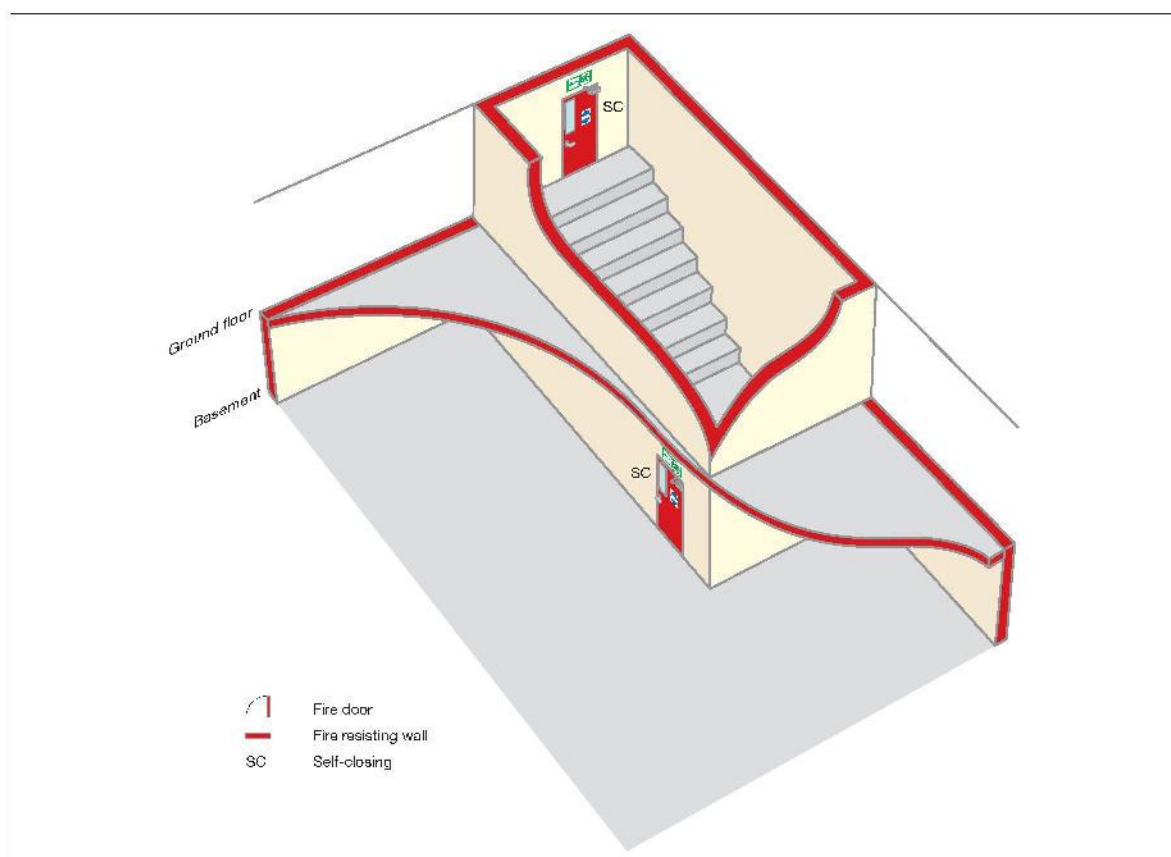 SC
Ground floor
Basement
SC
Fire door
Fire resisting wall
SC Self-closing